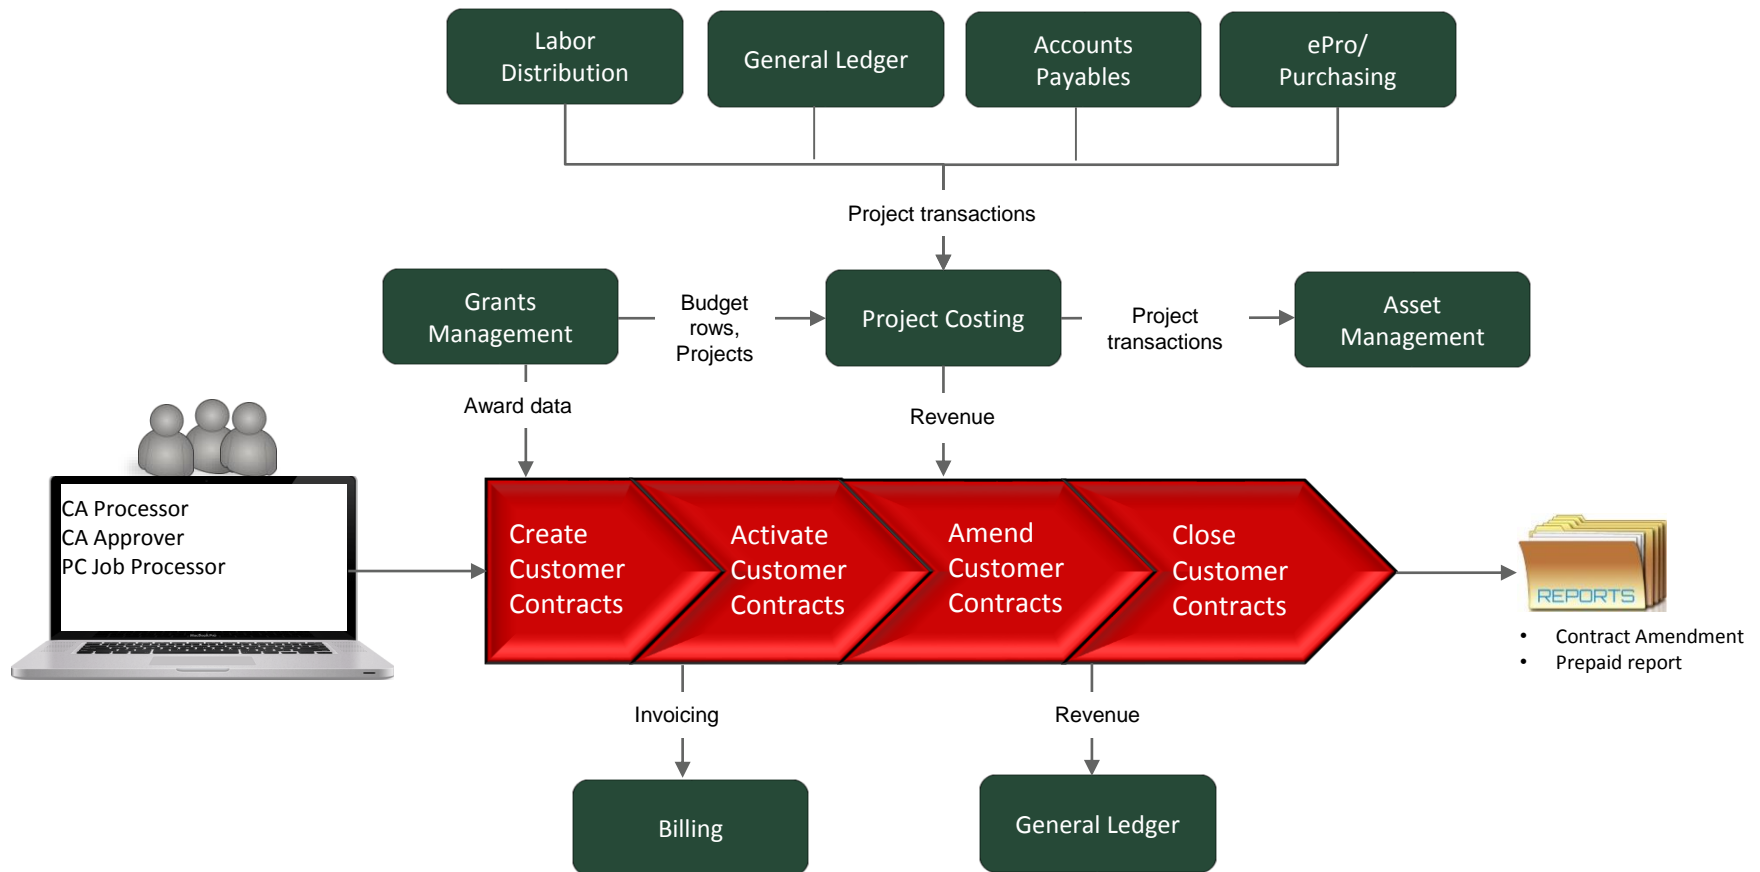 Labor
Distribution
General Ledger
Accounts
Payables
ePro/
Purchasing
Project transactions
Grants
Management
Budget
rows,
Projects
Project Costing
Project
transactions
Asset
Management
Award data
Revenue
CA Processor
CA Approver
PC Job Processor
Create
Customer
Contracts
Activate
Customer
Contracts
Amend
Customer
Contracts
Close
Customer
Contracts
REPORTS
• Contract Amendment
• Prepaid report
Invoicing
Revenue
Billing
General Ledger